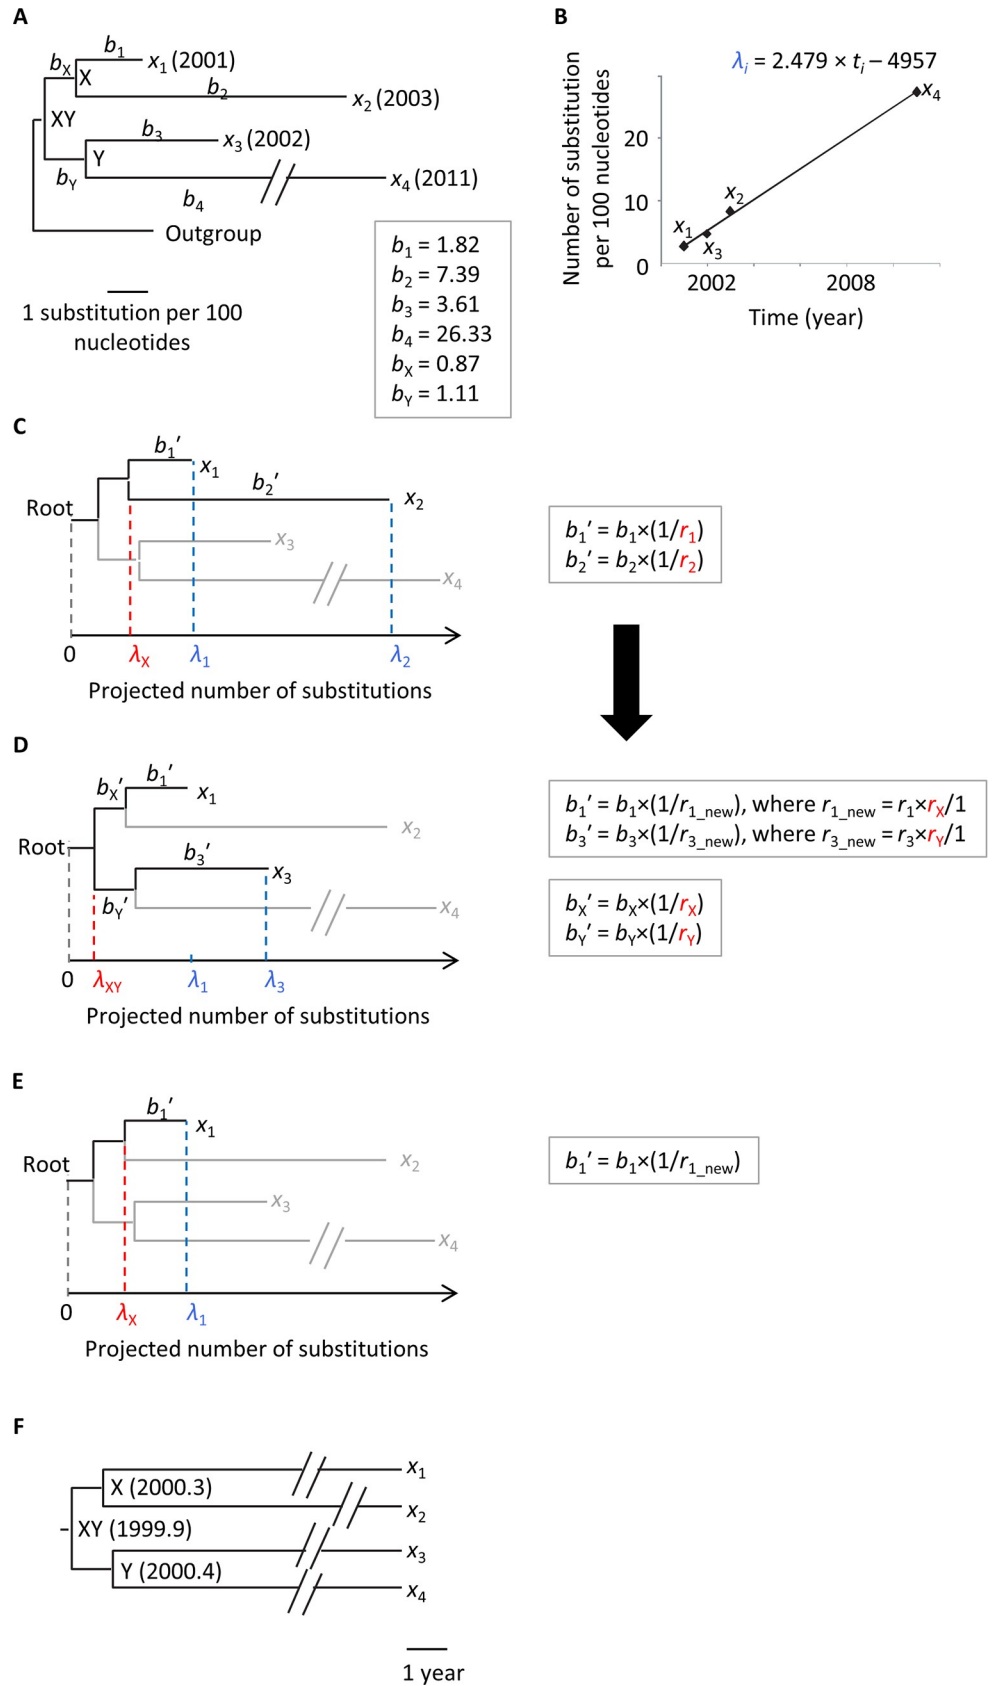 A
b1
bX
X
x1 (2001)
b2
x2 (2003)
XY
b3
x3 (2002)
Y
bY
b4
x4 (2011)
Outgroup
1 substitution per 100
nucleotides
b1 = 1.82
b2 = 7.39
b3 = 3.61
b4 = 26.33
bX = 0.87
bY = 1.11
B
λi = 2.479 × ti – 4957
Number of substitution
per 100 nucleotides
20
10
0
x1
x3
x2
x4
2002
2008
Time (year)
C
b1′
x1
b2′
x2
Root
x3
x4
0
λX
λ1
λ2
Projected number of substitutions
b1′ = b1×(1/r1)
b2′ = b2×(1/r2)
D
bX′
b1′
x1
x2
Root
b3′
x3
bY′
x4
0
λXY
λ1
λ3
Projected number of substitutions
b1′ = b1×(1/r1_new), where r1_new = r1×rX/1
b3′ = b3×(1/r3_new), where r3_new = r3×rY/1
bX′ = bX×(1/rX)
bY′ = bY×(1/rY)
E
b1′
x1
Root
x2
x3
x4
0
λX
λ1
Projected number of substitutions
b1′ = b1×(1/r1_new)
F
x1
X (2000.3)
x2
XY (1999.9)
x3
Y (2000.4)
x4
1 year